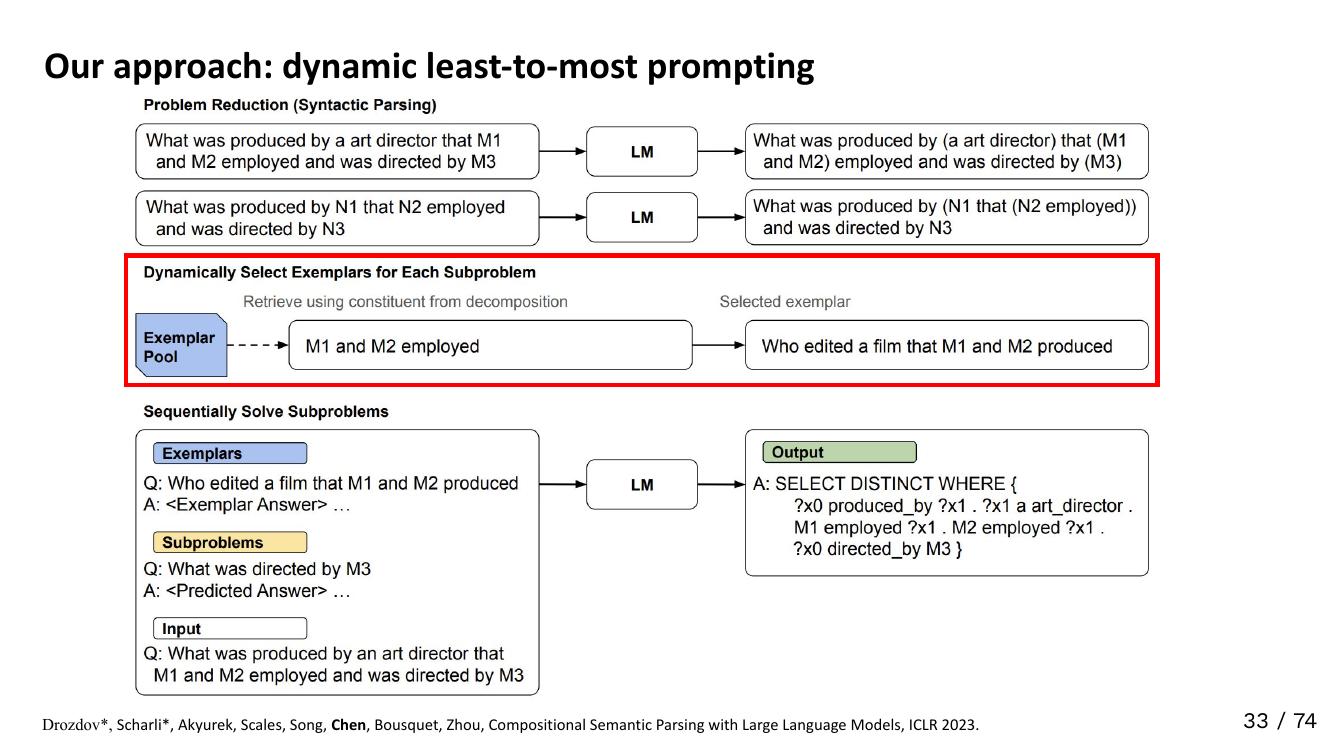 Our approach: dynamic least-to-most prompting
Problem Reduction (Syntactic Parsing)
What was produced by a art director that M1
and M2 employed and was directed by M3
LM
What was produced by (a art director) that (M1
and M2) employed and was directed by (M3)
What was produced by N1 that N2 employed
and was directed by N3
LM
What was produced by (N1 that (N2 employed))
and was directed by N3
Dynamically Select Exemplars for Each Subproblem
Retrieve using constituent from decomposition
Selected exemplar
Exemplar
Pool
M1 and M2 employed
Who edited a film that M1 and M2 produced
Sequentially Solve Subproblems
Exemplars
Q: Who edited a film that M1 and M2 produced
A: <Exemplar Answer> …
Subproblems
Q: What was directed by M3
A: <Predicted Answer> …
Input
Q: What was produced by an art director that
M1 and M2 employed and was directed by M3
LM
Output
A: SELECT DISTINCT WHERE {
?x0 produced_by ?x1 . ?x1 a art_director .
M1 employed ?x1 . M2 employed ?x1 .
?x0 directed_by M3 }
Drozdov*, Scharli*, Akyurek, Scales, Song, Chen, Bousquet, Zhou, Compositional Semantic Parsing with Large Language Models, ICLR 2023.
33 / 74